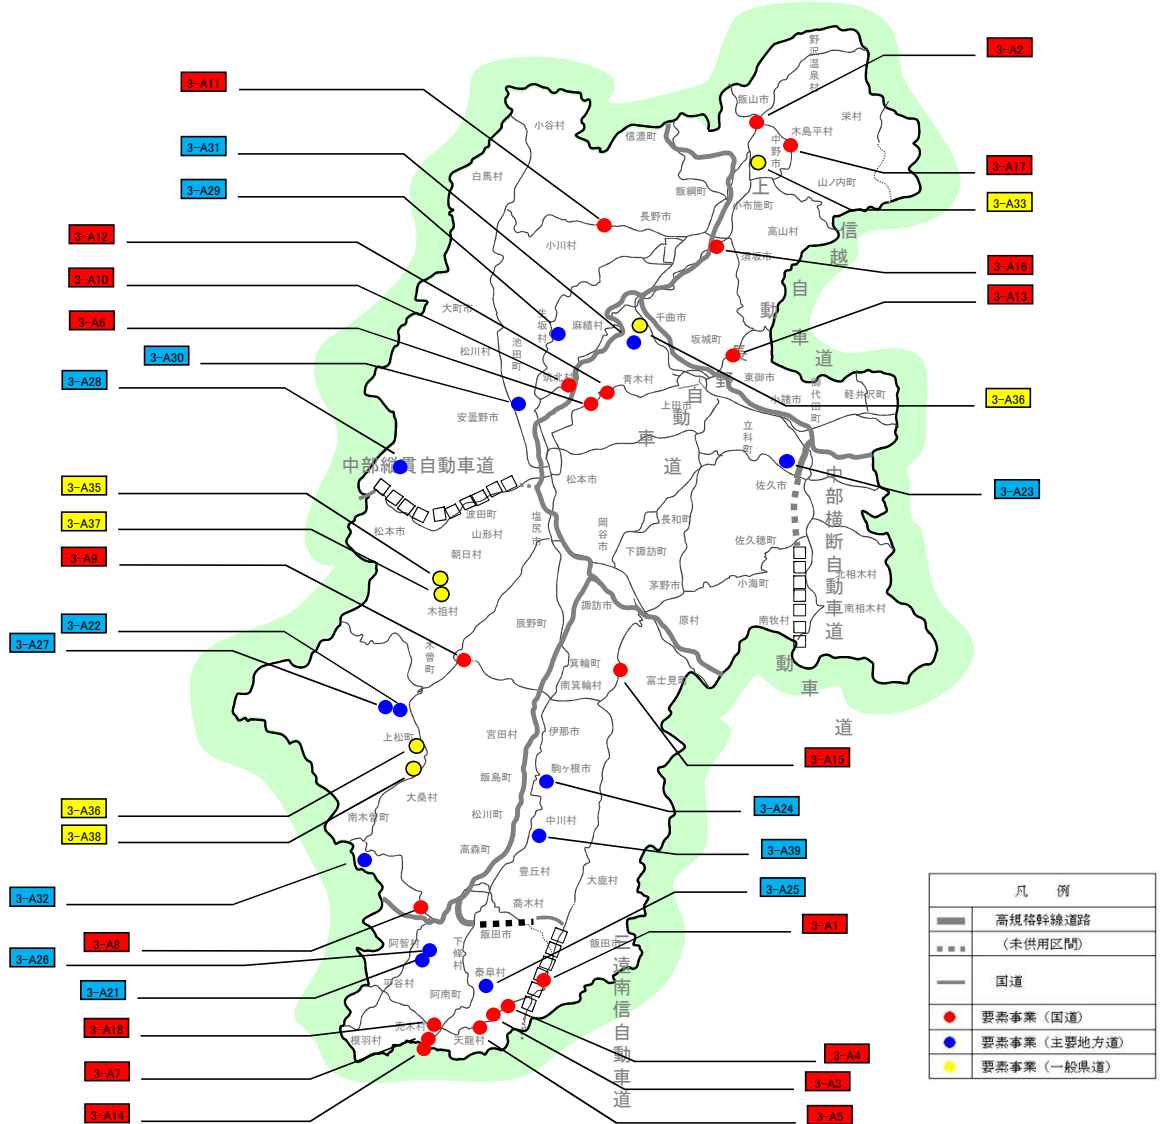 3-A2
3-A11
3-A31
3-A29
3-A17
3-A33
3-A12
3-A10
3-A6
3-A30
3-A28
3-A16
3-A13
3-A36
3-A35
3-A37
3-A9
3-A22
3-A27
3-A23
3-A15
3-A36
3-A38
3-A24
3-A39
3-A25
3-A32
3-A8
3-A26
3-A21
3-A1
3-A18
3-A7
3-A14
3-A4
3-A3
3-A5
野沢温泉村
飯山市
栄村
木島平村
中野市
山ノ内町
小谷村
信濃町
白馬村
飯綱町
小布施町
高山村
長野市
小川村
須坂市
大町市
生坂村
麻績村
千曲市
坂城町
松川村
池田町
筑北村
青木村
東御市
上田市
小諸市
御代田町
軽井沢町
安曇野市
立科町
佐久市
松本市
波田町
山形村
松本市
朝日村
塩尻市
岡谷市
長和町
下諏訪町
佐久穂町
茅野市
小海町
北相木村
南相木村
南牧村
木祖村
諏訪市
原村
辰野町
木曽町
箕輪町
南箕輪村
富士見町
上松町
宮田村
伊那市
駒ヶ根市
飯島町
大桑村
南木曽町
松川町
中川村
高森町
豊丘村
大鹿村
喬木村
飯田市
飯田市
阿智村
下條村
泰阜村
平谷村
阿南町
売木村
根羽村
天龍村
上信越自動車道
長野自動車道
中部縦貫自動車道
中部横断自動車道
動車道
三遠南信自動車道
凡 例
高規格幹線道路
（未供用区間）
国道
要素事業（国道）
要素事業（主要地方道）
要素事業（一般県道）